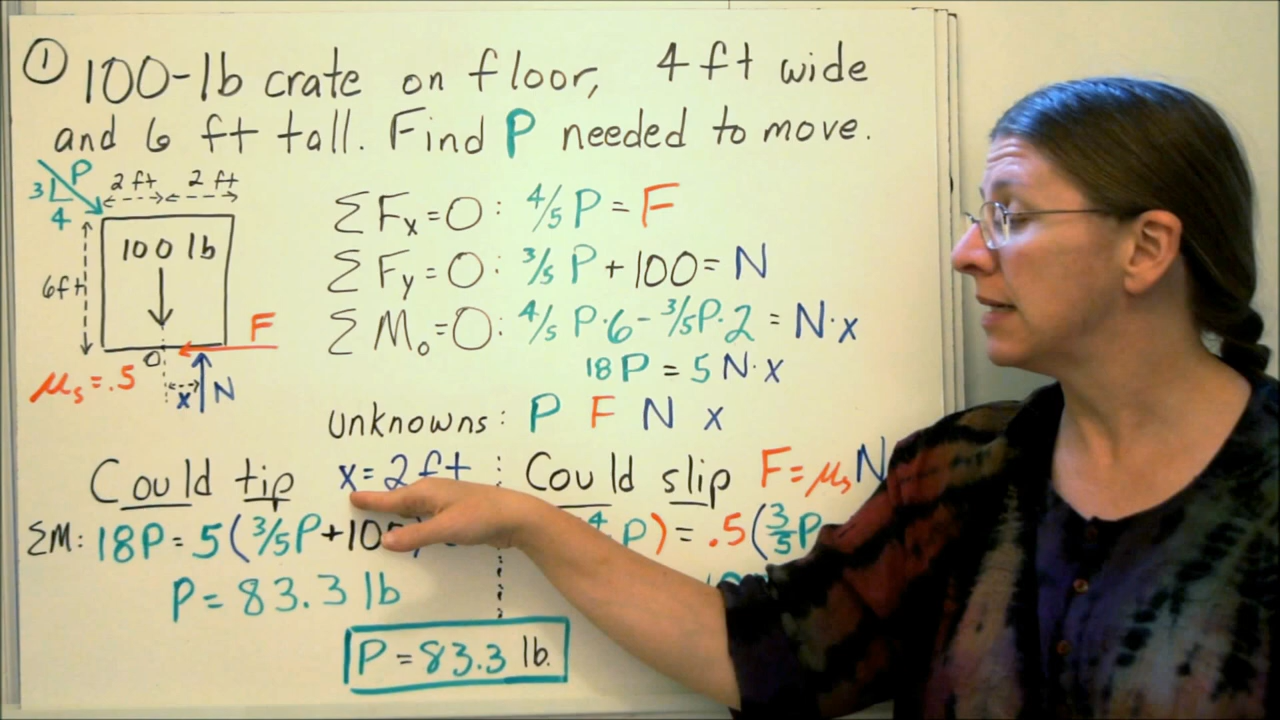 ① 100-lb crate on floor, 4 ft wide
and 6 ft tall. Find P needed to move.
P
3
4
2 ft 2 ft
6ft
100 lb
F
O
μs = .5
x
N
ΣFx=0: 4/5 P = F
ΣFy=0: 3/5 P + 100 = N
ΣMo=0: 4/5 P·6 - 3/5 P·2 = N·x
18 P = 5 N·x
Unknowns: P F N x
Could tip x=2 ft
ΣM: 18P = 5(3/5 P + 10
P = 83.3 lb
Could slip F=μsN
4 P) = .5(3/5 P
P = 83.3 lb.